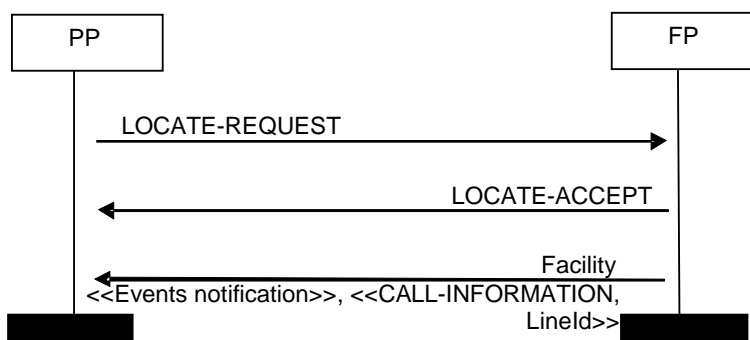 PP
FP
LOCATE-REQUEST
LOCATE-ACCEPT
Facility
<<Events notification>>, <<CALL-INFORMATION,
LineId>>